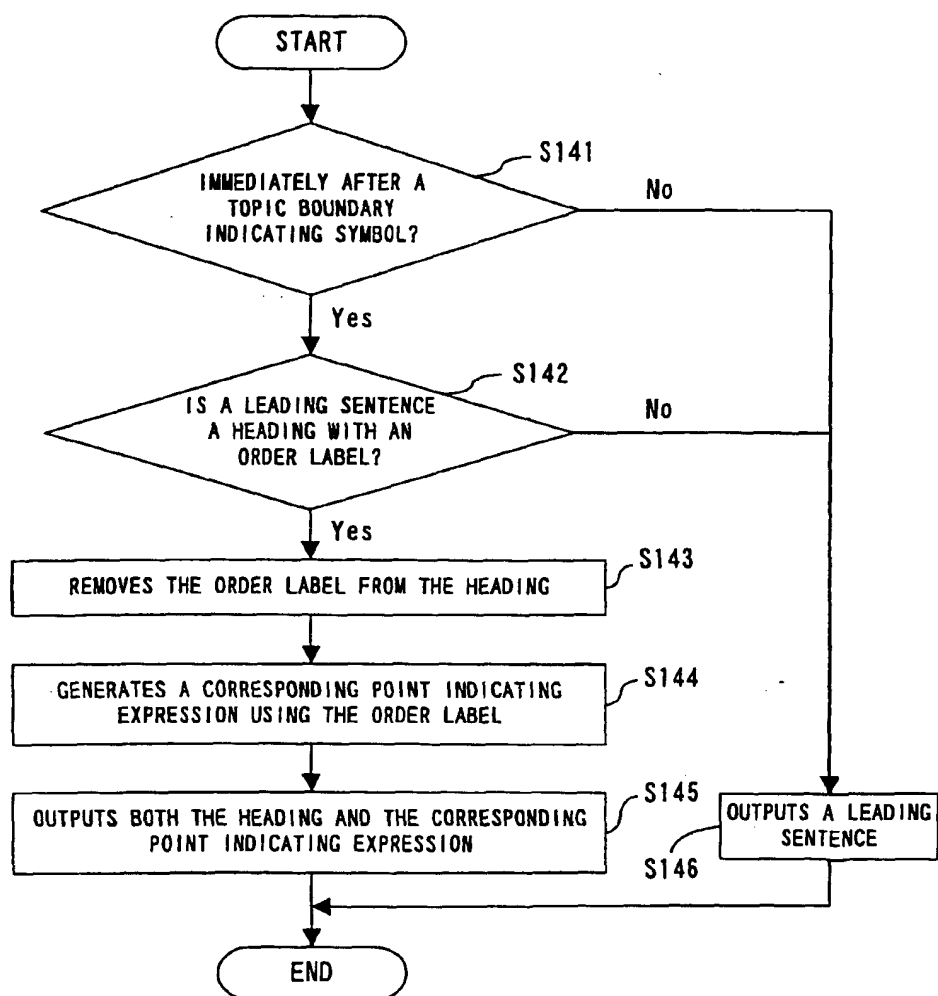 START
S141
IMMEDIATELY AFTER A
TOPIC BOUNDARY
INDICATING SYMBOL?
No
Yes
S142
IS A LEADING SENTENCE
A HEADING WITH AN
ORDER LABEL?
No
Yes
S143
REMOVES THE ORDER LABEL FROM THE HEADING
S144
GENERATES A CORRESPONDING POINT INDICATING
EXPRESSION USING THE ORDER LABEL
S145
OUTPUTS BOTH THE HEADING AND THE CORRESPONDING
POINT INDICATING EXPRESSION
OUTPUTS A LEADING
SENTENCE
S146
END